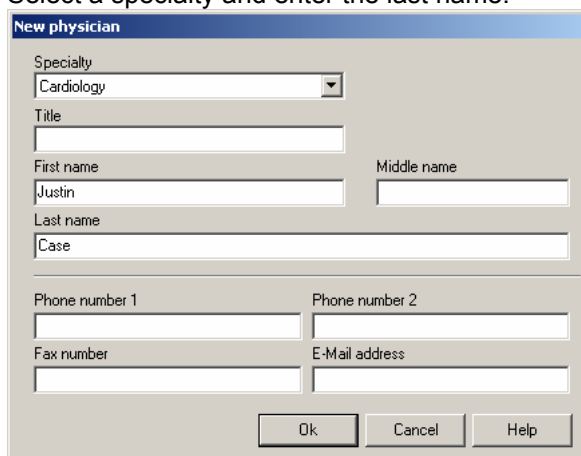 Select a specialty and enter the last name.
New physician
Specialty
Cardiology
Title
First name Middle name
Justin
Last name
Case
Phone number 1 Phone number 2
Fax number E-Mail address
Ok Cancel Help